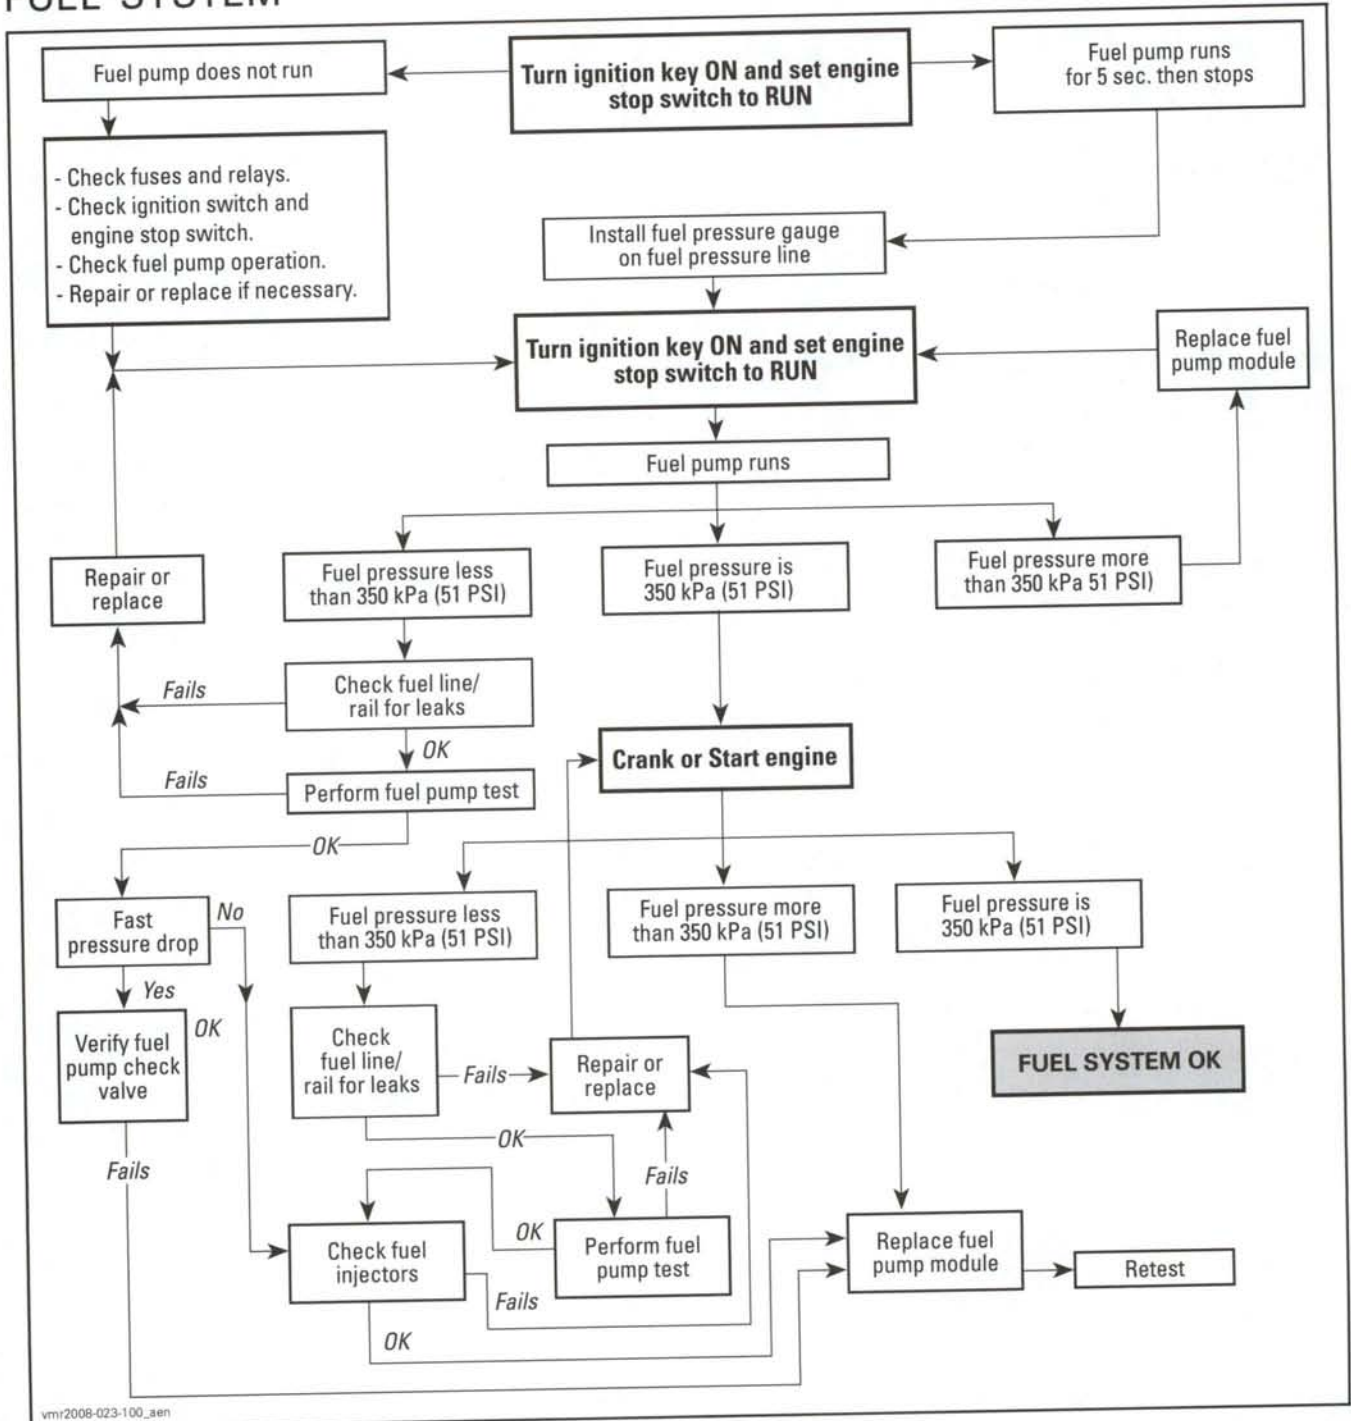 FUEL SYSTEM
Fuel pump does not run
Turn ignition key ON and set engine
stop switch to RUN
Fuel pump runs
for 5 sec. then stops
- Check fuses and relays.
- Check ignition switch and
engine stop switch.
- Check fuel pump operation.
- Repair or replace if necessary.
Install fuel pressure gauge
on fuel pressure line
Turn ignition key ON and set engine
stop switch to RUN
Replace fuel
pump module
Fuel pump runs
Repair or
replace
Fuel pressure less
than 350 kPa (51 PSI)
Fuel pressure is
350 kPa (51 PSI)
Fuel pressure more
than 350 kPa 51 PSI)
Fails
Check fuel line/
rail for leaks
OK
Crank or Start engine
Fails
Perform fuel pump test
OK
Fast
pressure drop
No
Fuel pressure less
than 350 kPa (51 PSI)
Fuel pressure more
than 350 kPa (51 PSI)
Fuel pressure is
350 kPa (51 PSI)
Yes
OK
Verify fuel
pump check
valve
Check
fuel line/
rail for leaks
Fails
Repair or
replace
FUEL SYSTEM OK
OK
Fails
Fails
Check fuel
injectors
OK
Perform fuel
pump test
Replace fuel
pump module
Retest
Fails
OK
vmr2008-023-100_aen